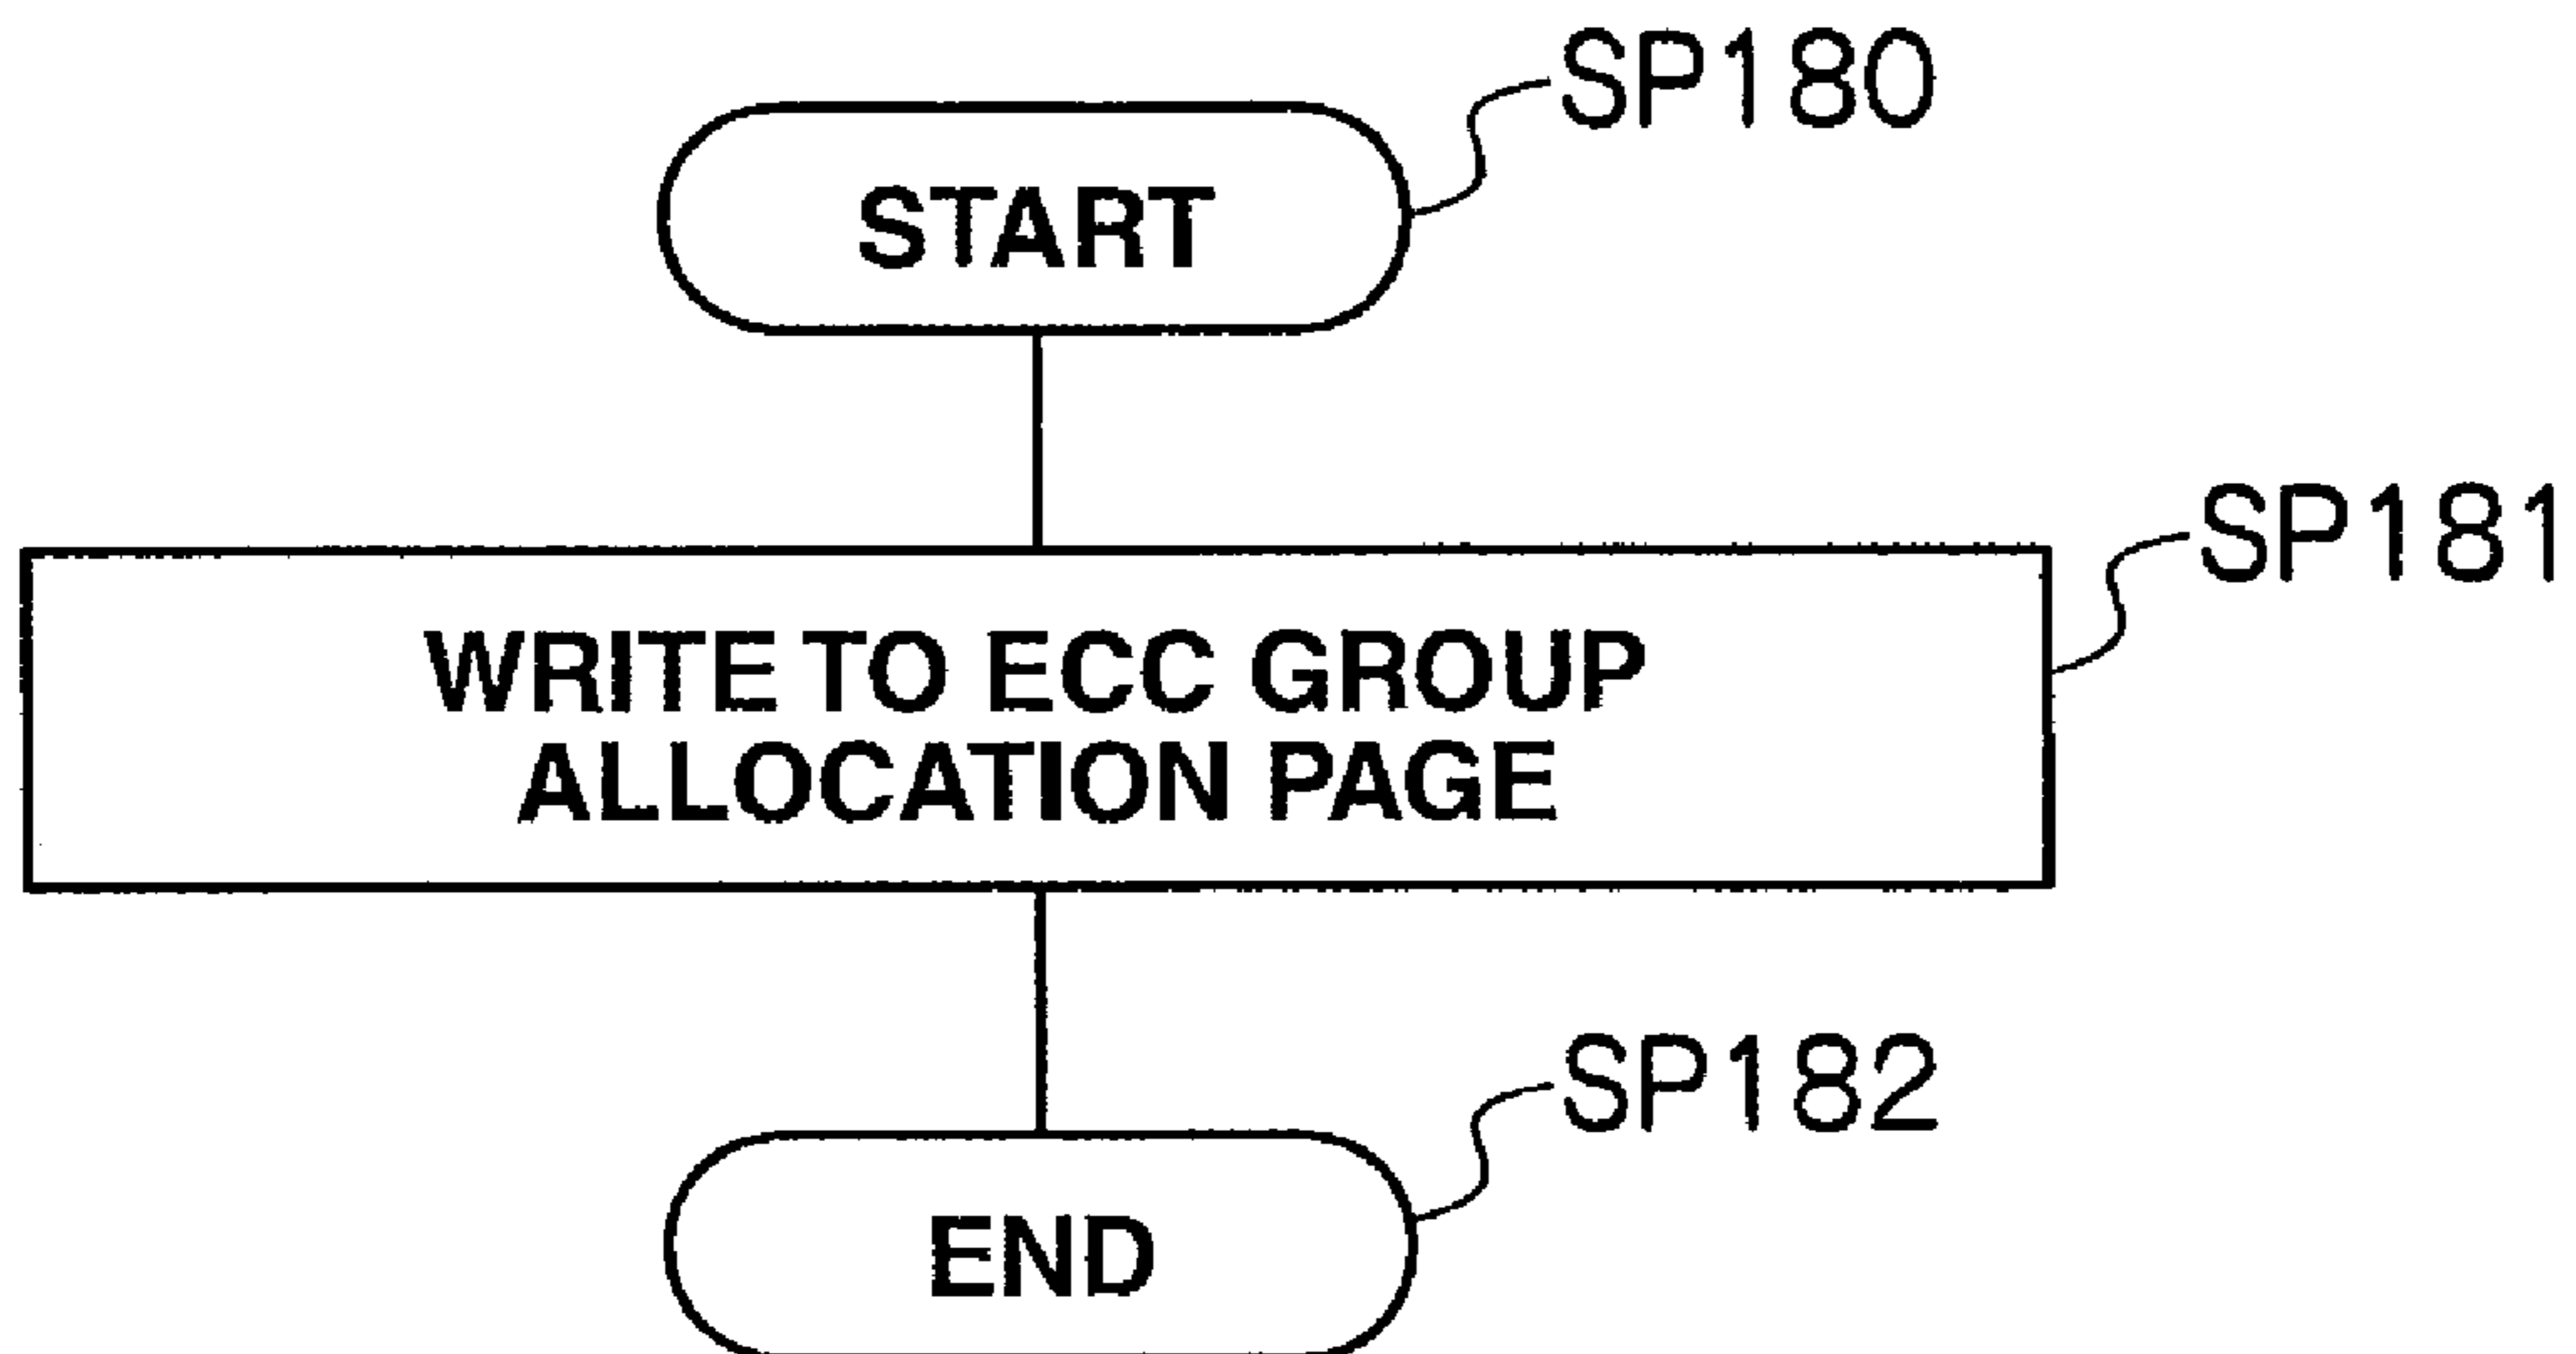 SP180
START
SP181
WRITE TO ECC GROUP
ALLOCATION PAGE
SP182
END